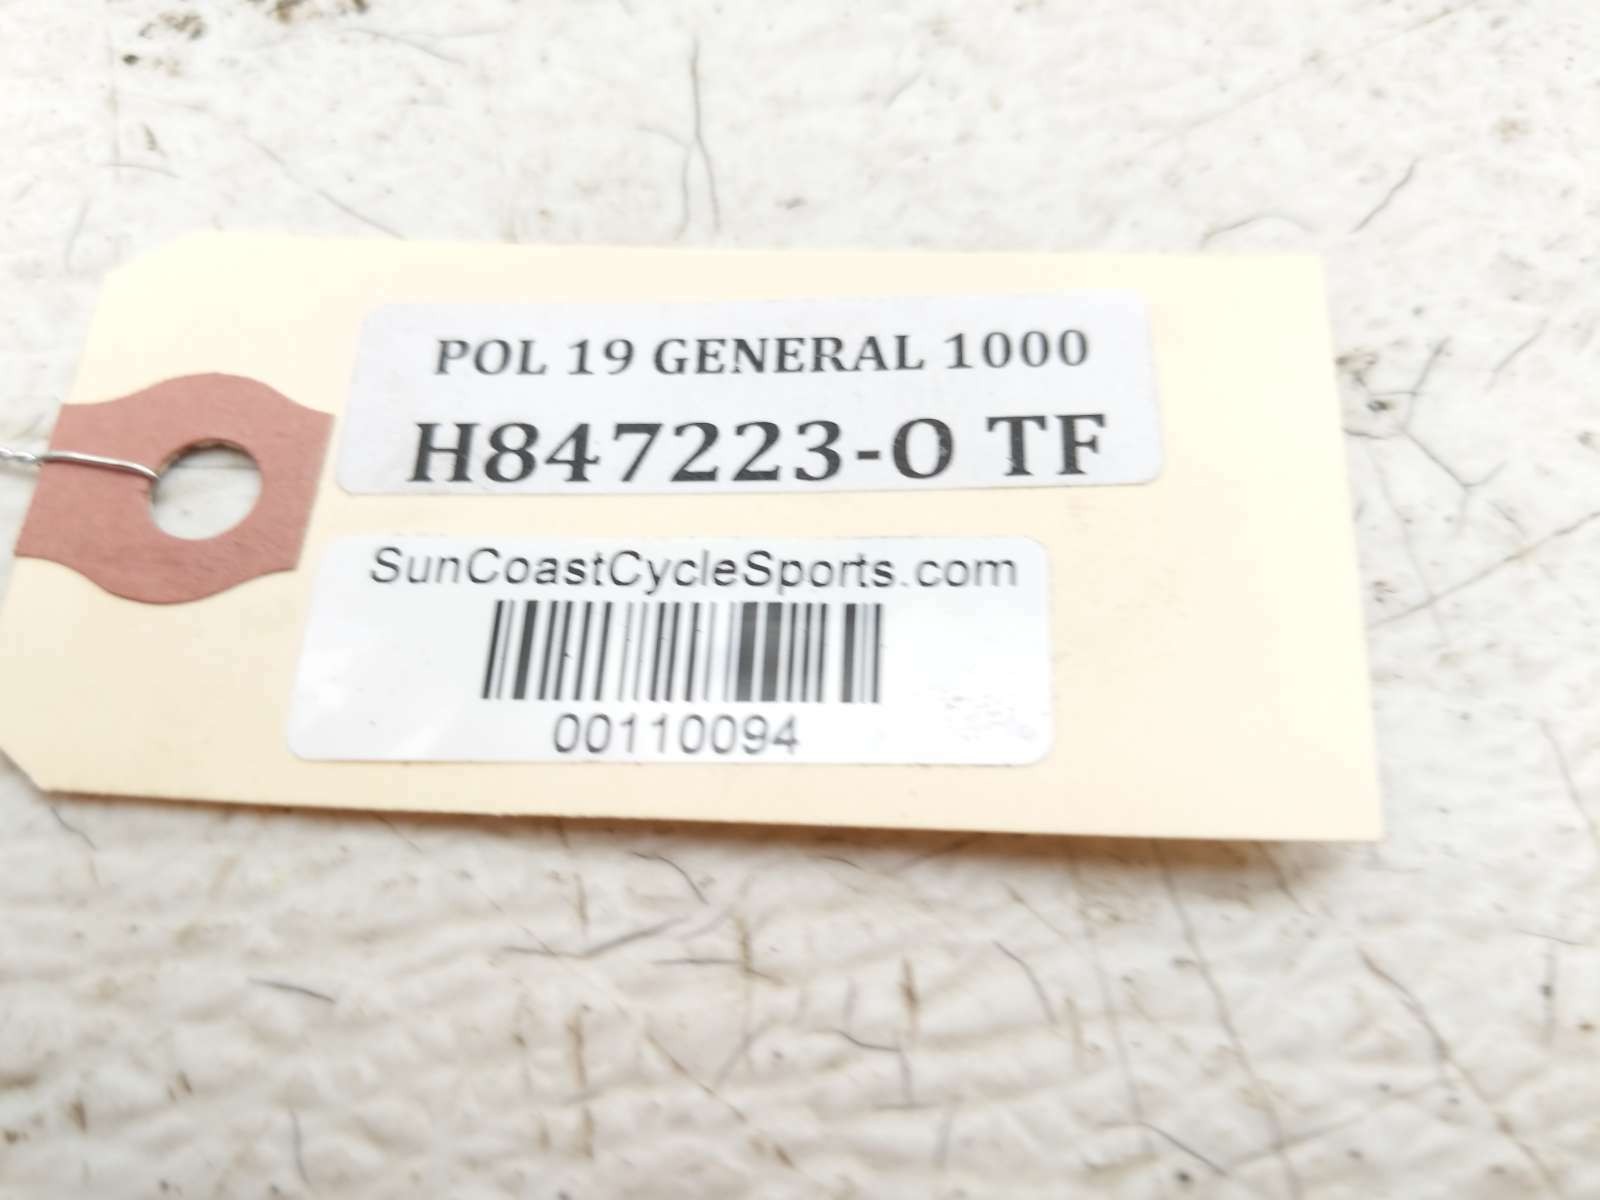 POL 19 GENERAL 1000
H847223-O TF
SunCoastCycleSports.com
00110094